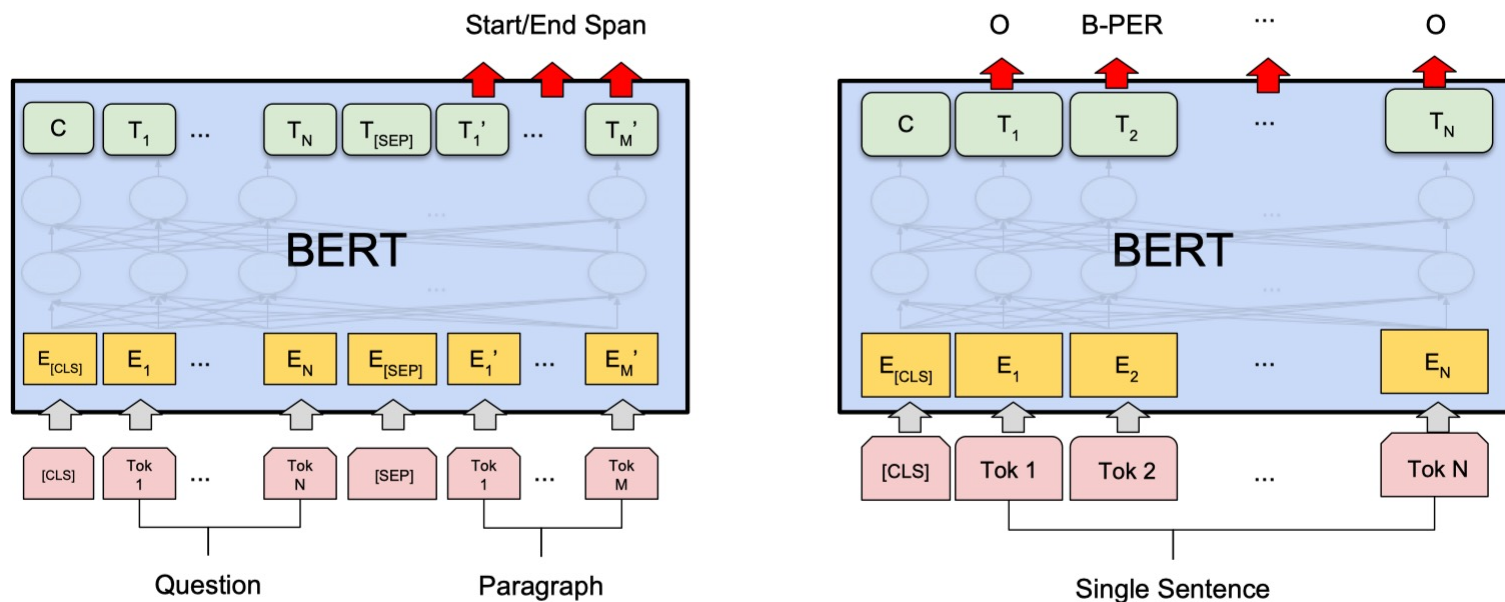 Start/End Span
C T1 ... TN T[SEP] T1' ... TM'
...
BERT
...
E[CLS] E1 ... EN E[SEP] E1' ... EM'
[CLS] Tok 1 ... Tok N [SEP] Tok 1 ... Tok M
Question Paragraph
O B-PER ... O
C T1 T2 ... TN
...
BERT
...
E[CLS] E1 E2 ... EN
[CLS] Tok 1 Tok 2 ... Tok N
Single Sentence